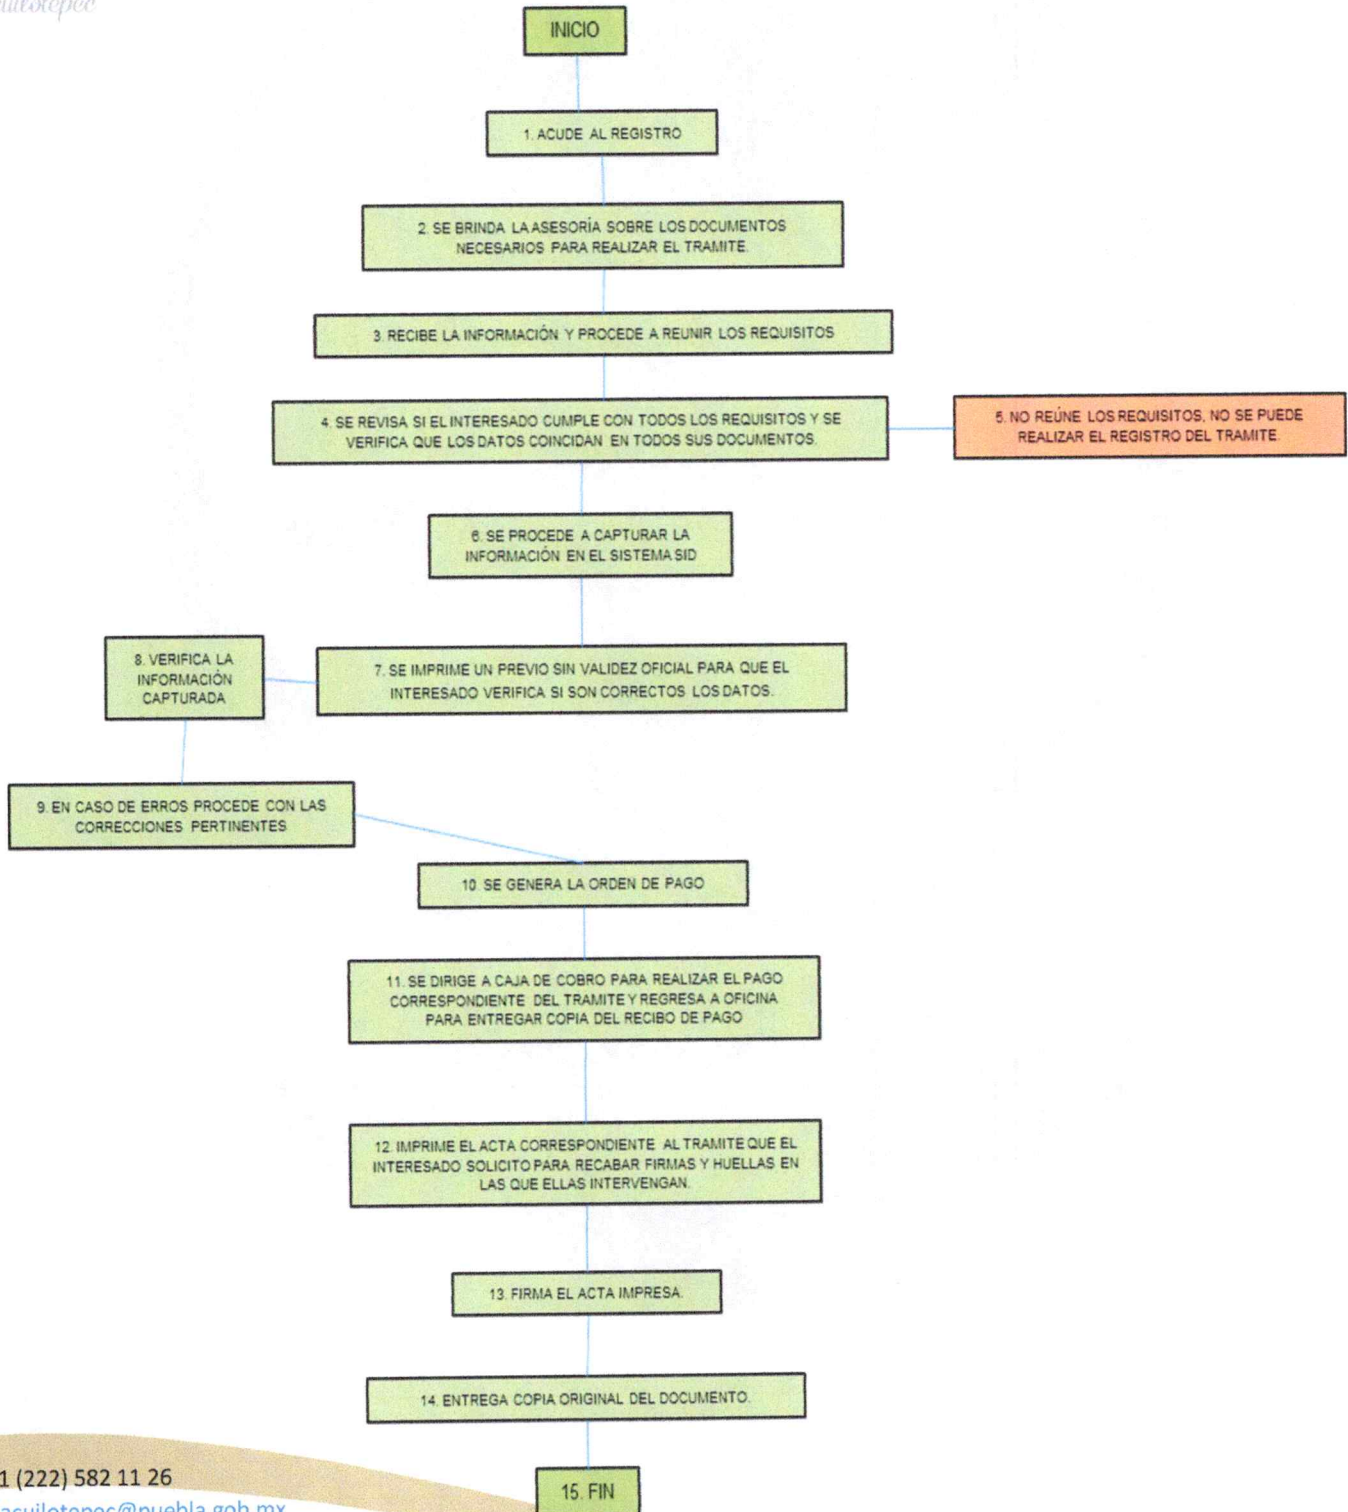 INICIO
1. ACUDE AL REGISTRO
2. SE BRINDA LA ASESORÍA SOBRE LOS DOCUMENTOS
NECESARIOS PARA REALIZAR EL TRAMITE.
3. RECIBE LA INFORMACIÓN Y PROCEDE A REUNIR LOS REQUISITOS
4. SE REVISA SI EL INTERESADO CUMPLE CON TODOS LOS REQUISITOS Y SE
VERIFICA QUE LOS DATOS COINCIDAN EN TODOS SUS DOCUMENTOS.
5. NO REÚNE LOS REQUISITOS, NO SE PUEDE
REALIZAR EL REGISTRO DEL TRAMITE.
6. SE PROCEDE A CAPTURAR LA
INFORMACIÓN EN EL SISTEMA SID
7. SE IMPRIME UN PREVIO SIN VALIDEZ OFICIAL PARA QUE EL
INTERESADO VERIFICA SI SON CORRECTOS LOS DATOS.
8. VERIFICA LA
INFORMACIÓN
CAPTURADA
9. EN CASO DE ERROS PROCEDE CON LAS
CORRECCIONES PERTINENTES
10. SE GENERA LA ORDEN DE PAGO
11. SE DIRIGE A CAJA DE COBRO PARA REALIZAR EL PAGO
CORRESPONDIENTE DEL TRAMITE Y REGRESA A OFICINA
PARA ENTREGAR COPIA DEL RECIBO DE PAGO
12. IMPRIME EL ACTA CORRESPONDIENTE AL TRAMITE QUE EL
INTERESADO SOLICITO PARA RECABAR FIRMAS Y HUELLAS EN
LAS QUE ELLAS INTERVENGAN.
13. FIRMA EL ACTA IMPRESA.
14. ENTREGA COPIA ORIGINAL DEL DOCUMENTO.
15. FIN
1 (222) 582 11 26
acuilotepec@puebla.gob.mx